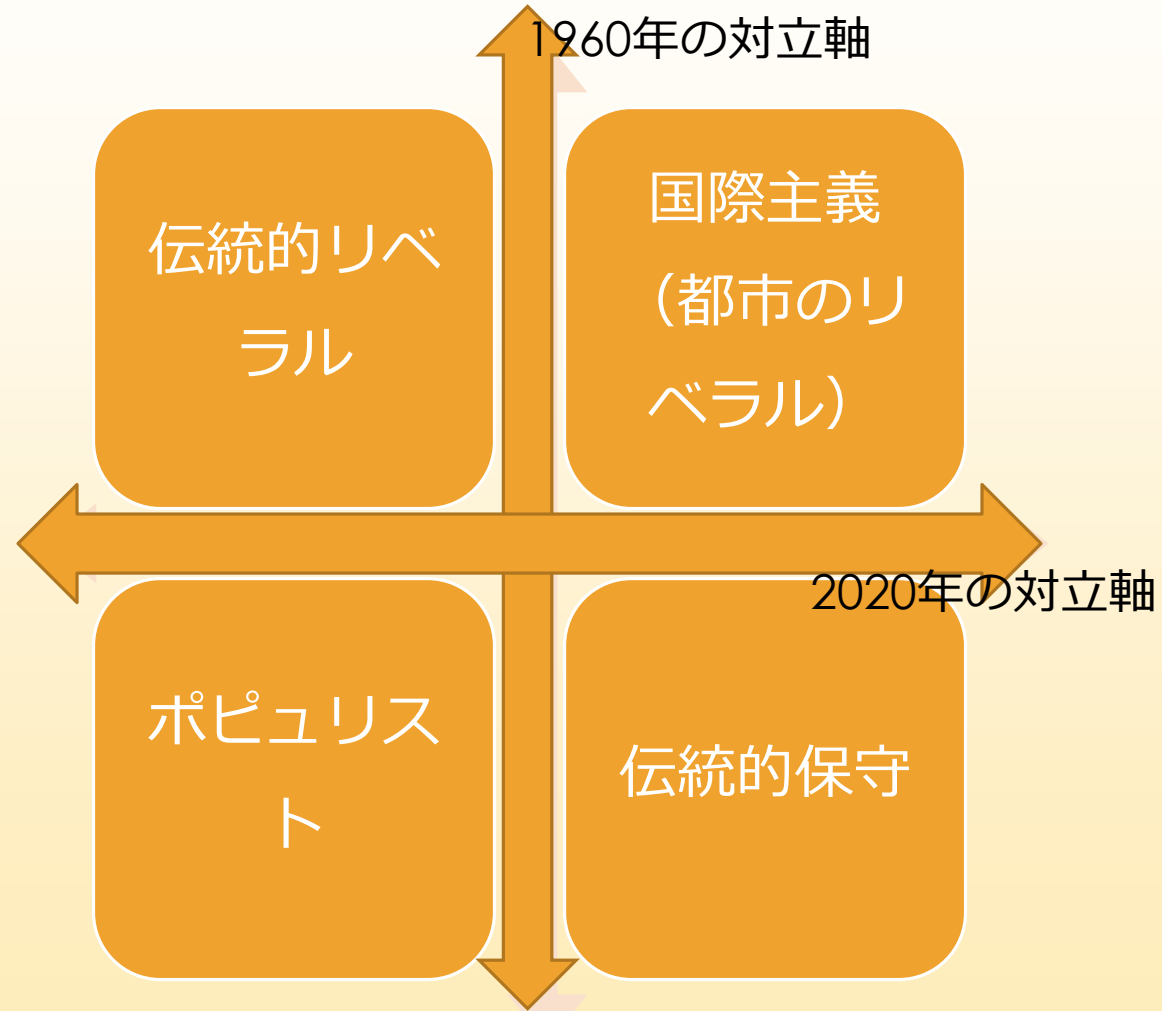 1960年の対立軸
伝統的リベ
ラル
国際主義
（都市のリ
ベラル）
2020年の対立軸
ポピュリス
ト
伝統的保守